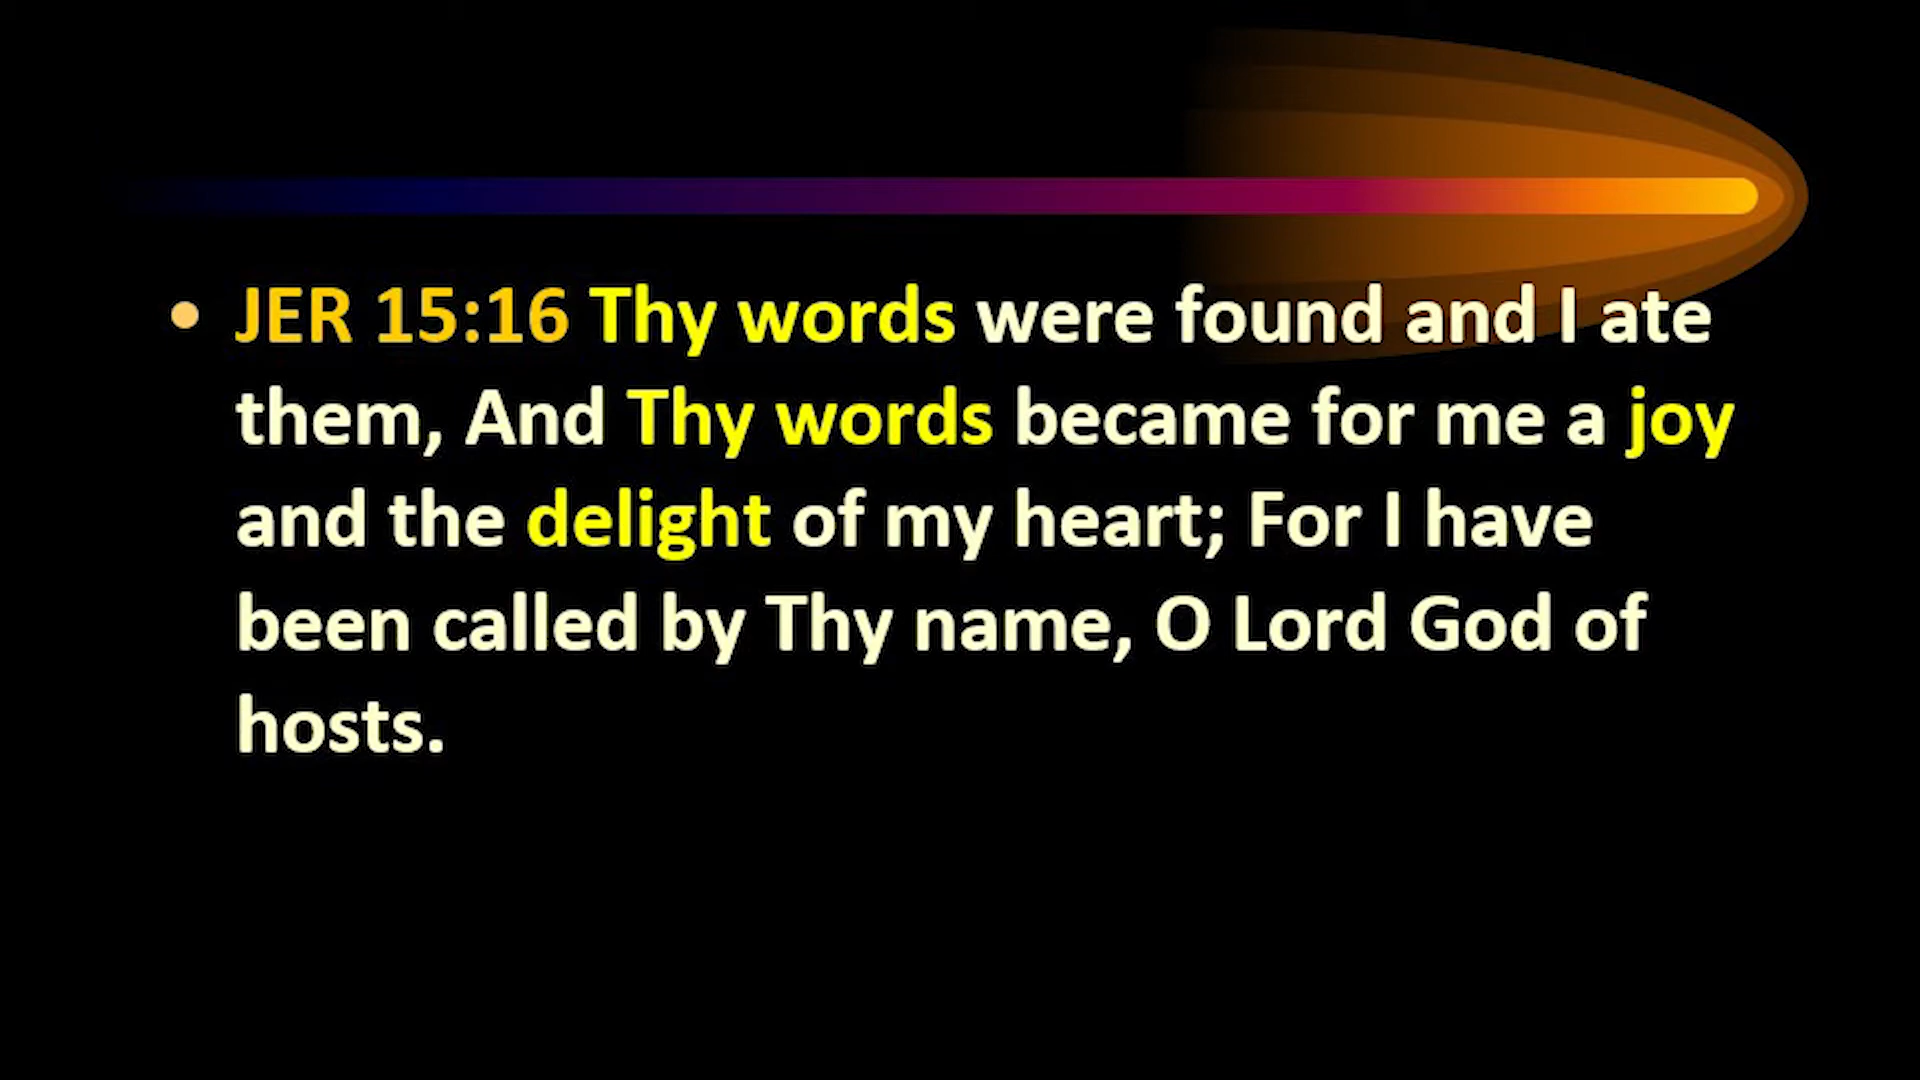 • JER 15:16 Thy words were found and I ate
them, And Thy words became for me a joy
and the delight of my heart; For I have
been called by Thy name, O Lord God of
hosts.